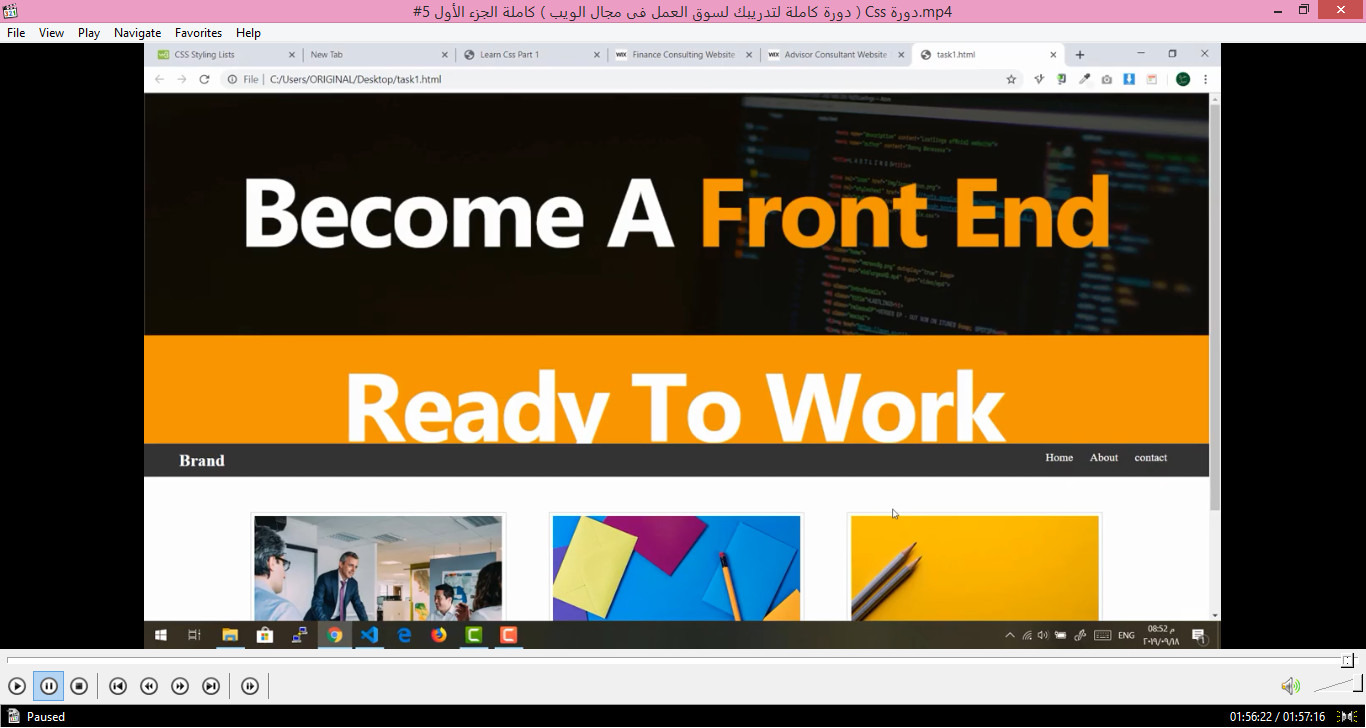 دورة Css ( دورة كاملة لتدريبك لسوق العمل فى مجال الويب ) كاملة الجزء الأول 5#.mp4
File View Play Navigate Favorites Help
CSS Styling Lists New Tab Learn Css Part 1 WIX Finance Consulting Website WIX Advisor Consultant Website task1.html
File | C:/Users/ORIGINAL/Desktop/task1.html
Become A Front End
Ready To Work
Brand Home About contact
ENG 08:52 م
٢٠١٩/٠٩/١٨
1
Paused 01:56:22 / 01:57:16